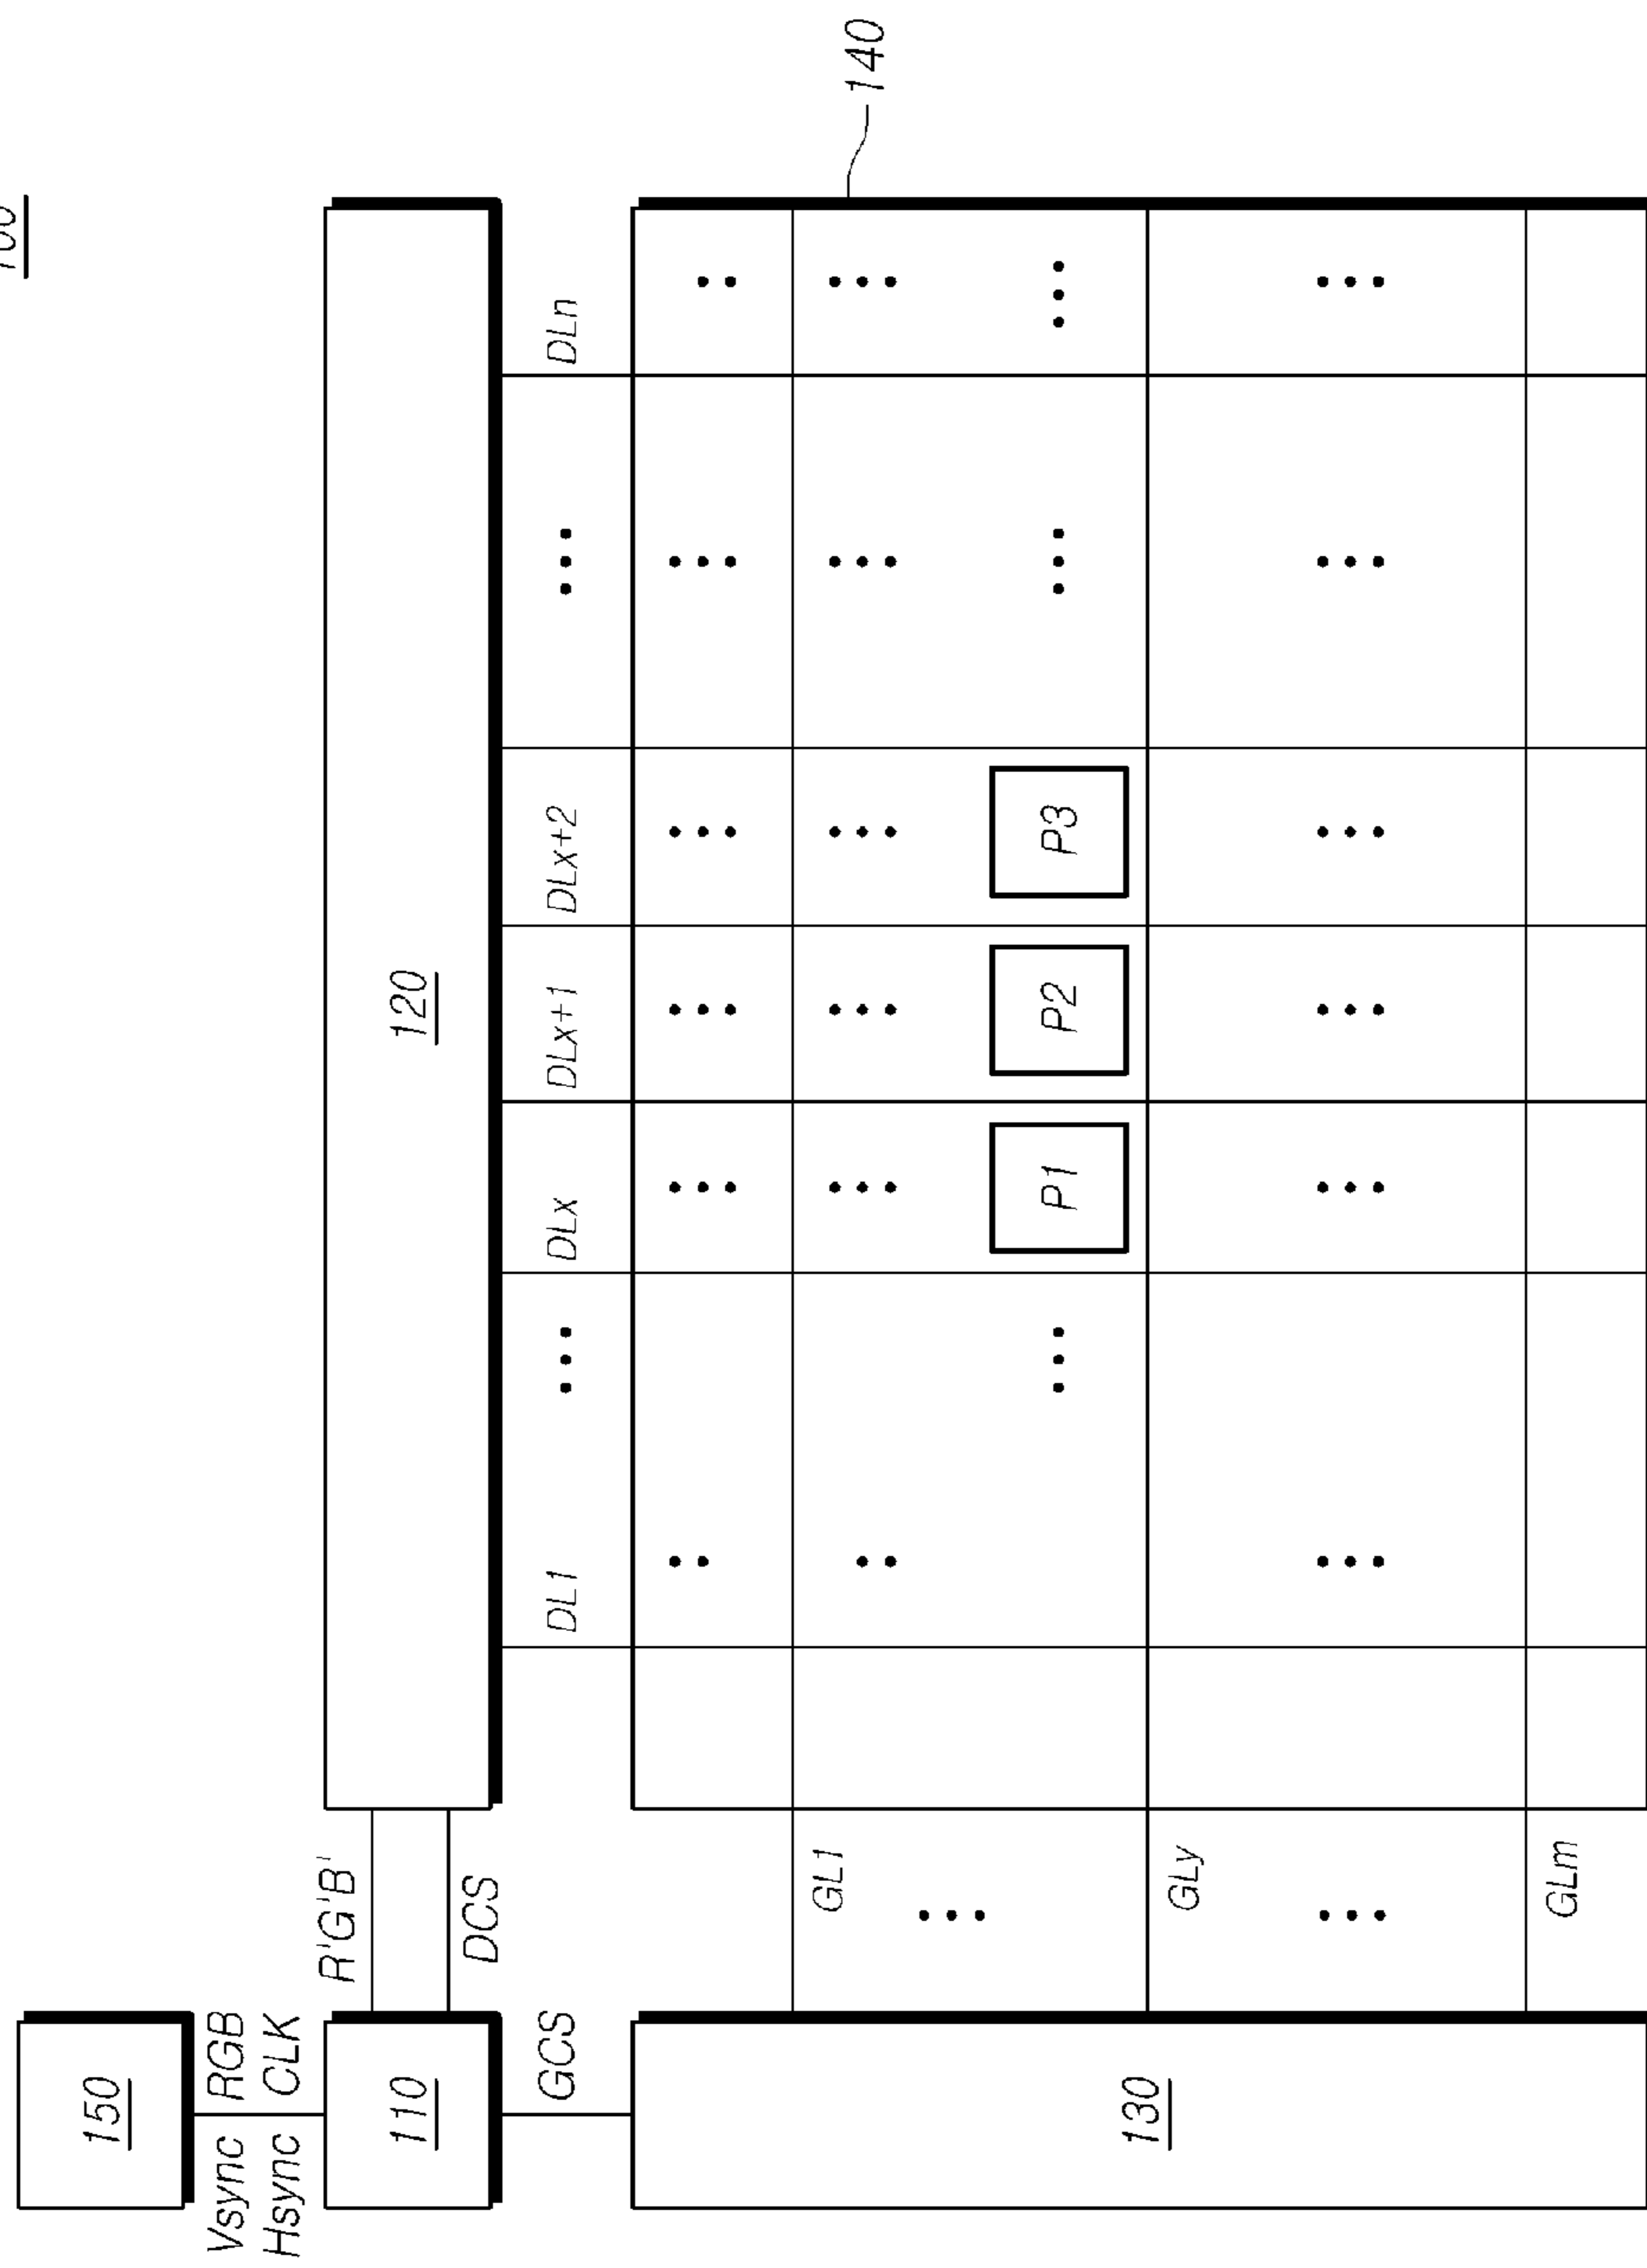 100
150
Vsync RGB
Hsync CLK
110
R'G'B'
DCS
120
GCS
DL1 ••• DLx DLx+1 DLx+2 ••• DLn
140
130
GL1
P1 P2 P3
GLy
GLm